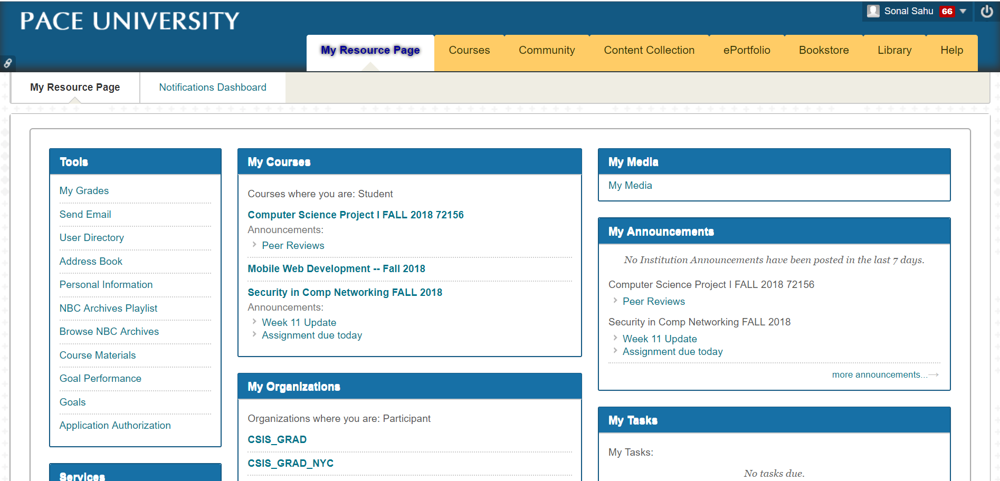 PACE UNIVERSITY
Sonal Sahu 66
My Resource Page
Courses
Community
Content Collection
ePortfolio
Bookstore
Library
Help
My Resource Page
Notifications Dashboard
Tools
My Grades
Send Email
User Directory
Address Book
Personal Information
NBC Archives Playlist
Browse NBC Archives
Course Materials
Goal Performance
Goals
Application Authorization
Services
My Courses
Courses where you are: Student
Computer Science Project I FALL 2018 72156
Announcements:
Peer Reviews
Mobile Web Development -- Fall 2018
Security in Comp Networking FALL 2018
Announcements:
Week 11 Update
Assignment due today
My Organizations
Organizations where you are: Participant
CSIS_GRAD
CSIS_GRAD_NYC
My Media
My Media
My Announcements
No Institution Announcements have been posted in the last 7 days.
Computer Science Project I FALL 2018 72156
Peer Reviews
Security in Comp Networking FALL 2018
Week 11 Update
Assignment due today
more announcements...→
My Tasks
My Tasks:
No tasks due.